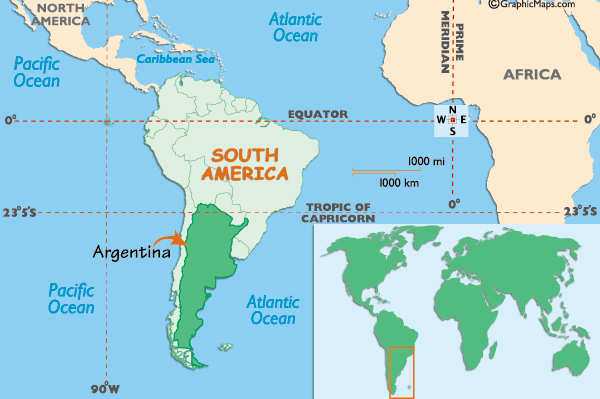 ©GraphicMaps.com
NORTH
AMERICA
Atlantic
Ocean
PRIME
MERIDIAN
Pacific
Ocean
Caribbean Sea
AFRICA
EQUATOR
N
W E
S
0°
0°
SOUTH
AMERICA
1000 mi
1000 km
0°
TROPIC OF
CAPRICORN
23°5'S
23°5'S
Argentina
Pacific
Ocean
Atlantic
Ocean
90°W